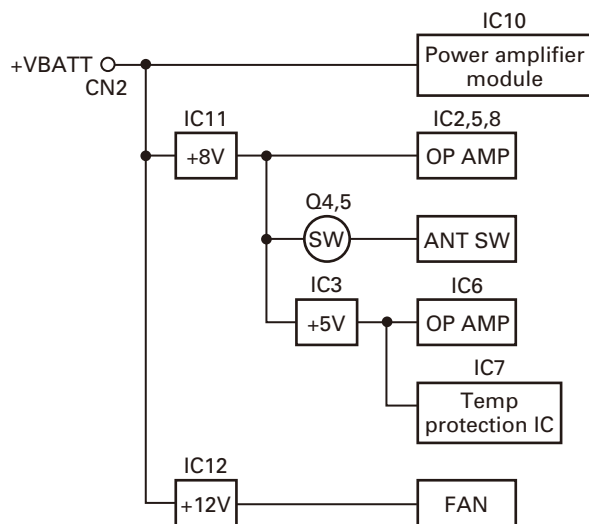 IC10
+VBATT
CN2
Power amplifier
module
IC11
+8V
IC2,5,8
OP AMP
Q4,5
SW
ANT SW
IC3
+5V
IC6
OP AMP
IC7
Temp
protection IC
IC12
+12V
FAN